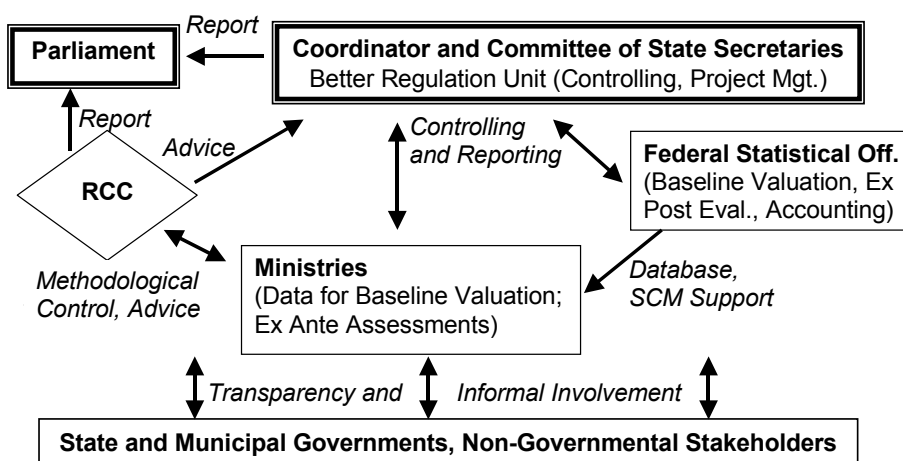 Report
Parliament
Coordinator and Committee of State Secretaries
Better Regulation Unit (Controlling, Project Mgt.)
Report
Advice
Controlling
and Reporting
RCC
Federal Statistical Off.
(Baseline Valuation, Ex
Post Eval., Accounting)
Methodological
Control, Advice
Ministries
(Data for Baseline Valuation;
Ex Ante Assessments)
Database,
SCM Support
Transparency and
Informal Involvement
State and Municipal Governments, Non-Governmental Stakeholders